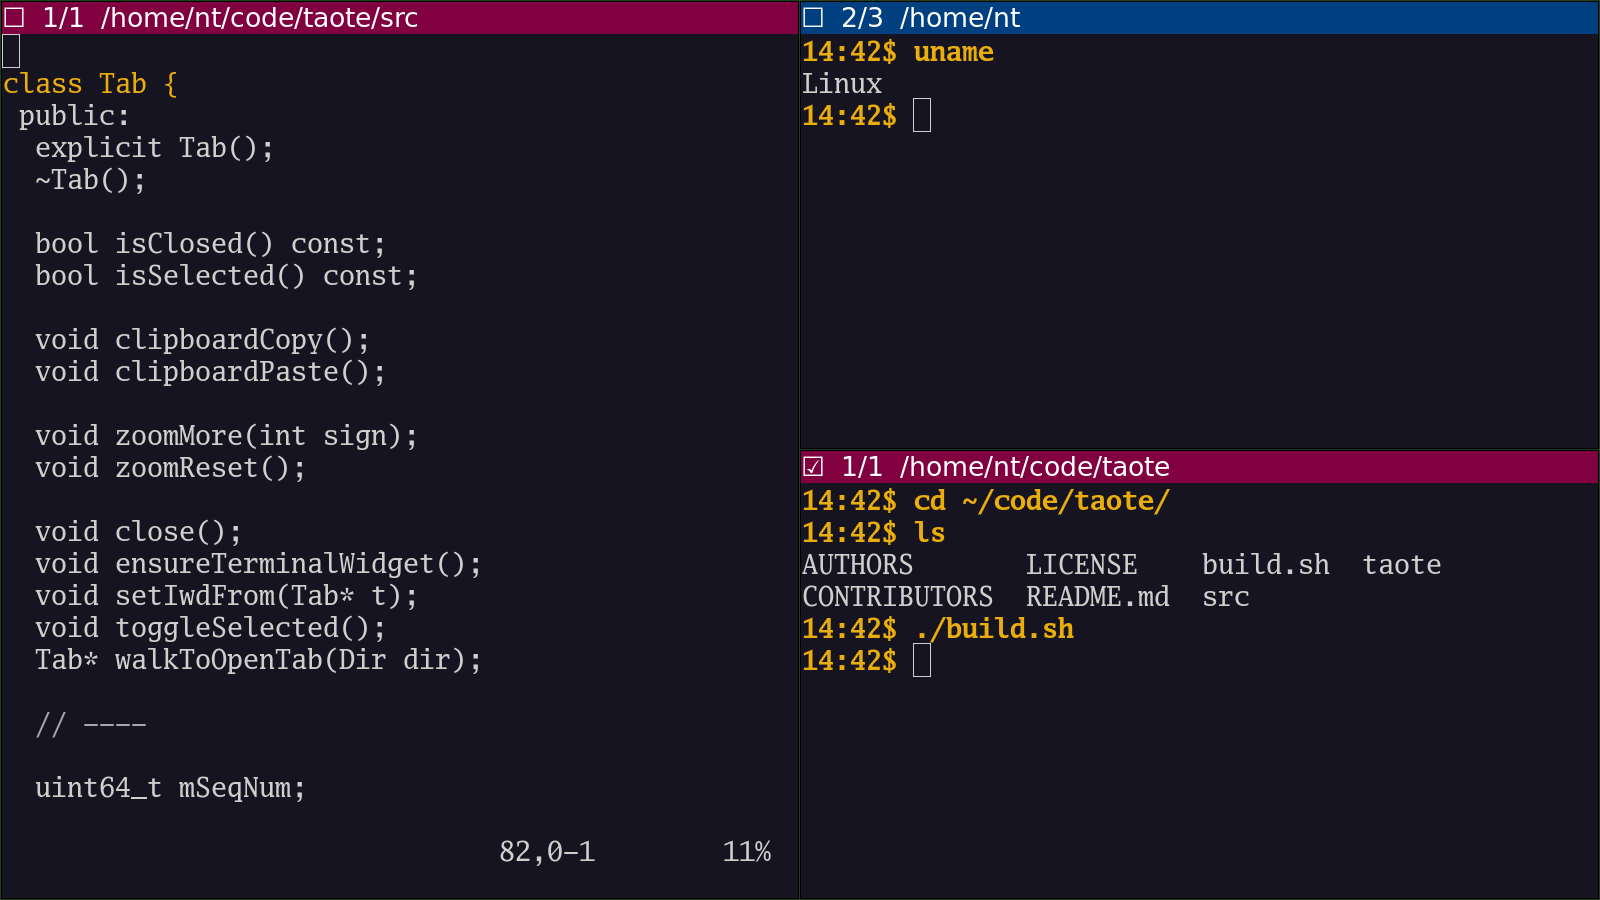 ☐ 1/1 /home/nt/code/taote/src
class Tab {
public:
explicit Tab();
~Tab();
bool isClosed() const;
bool isSelected() const;
void clipboardCopy();
void clipboardPaste();
void zoomMore(int sign);
void zoomReset();
void close();
void ensureTerminalWidget();
void setIwdFrom(Tab* t);
void toggleSelected();
Tab* walkToOpenTab(Dir dir);
// ----
uint64_t mSeqNum;
82,0-1 11%
☐ 2/3 /home/nt
14:42$ uname
Linux
14:42$
☑ 1/1 /home/nt/code/taote
14:42$ cd ~/code/taote/
14:42$ ls
AUTHORS LICENSE build.sh taote
CONTRIBUTORS README.md src
14:42$ ./build.sh
14:42$